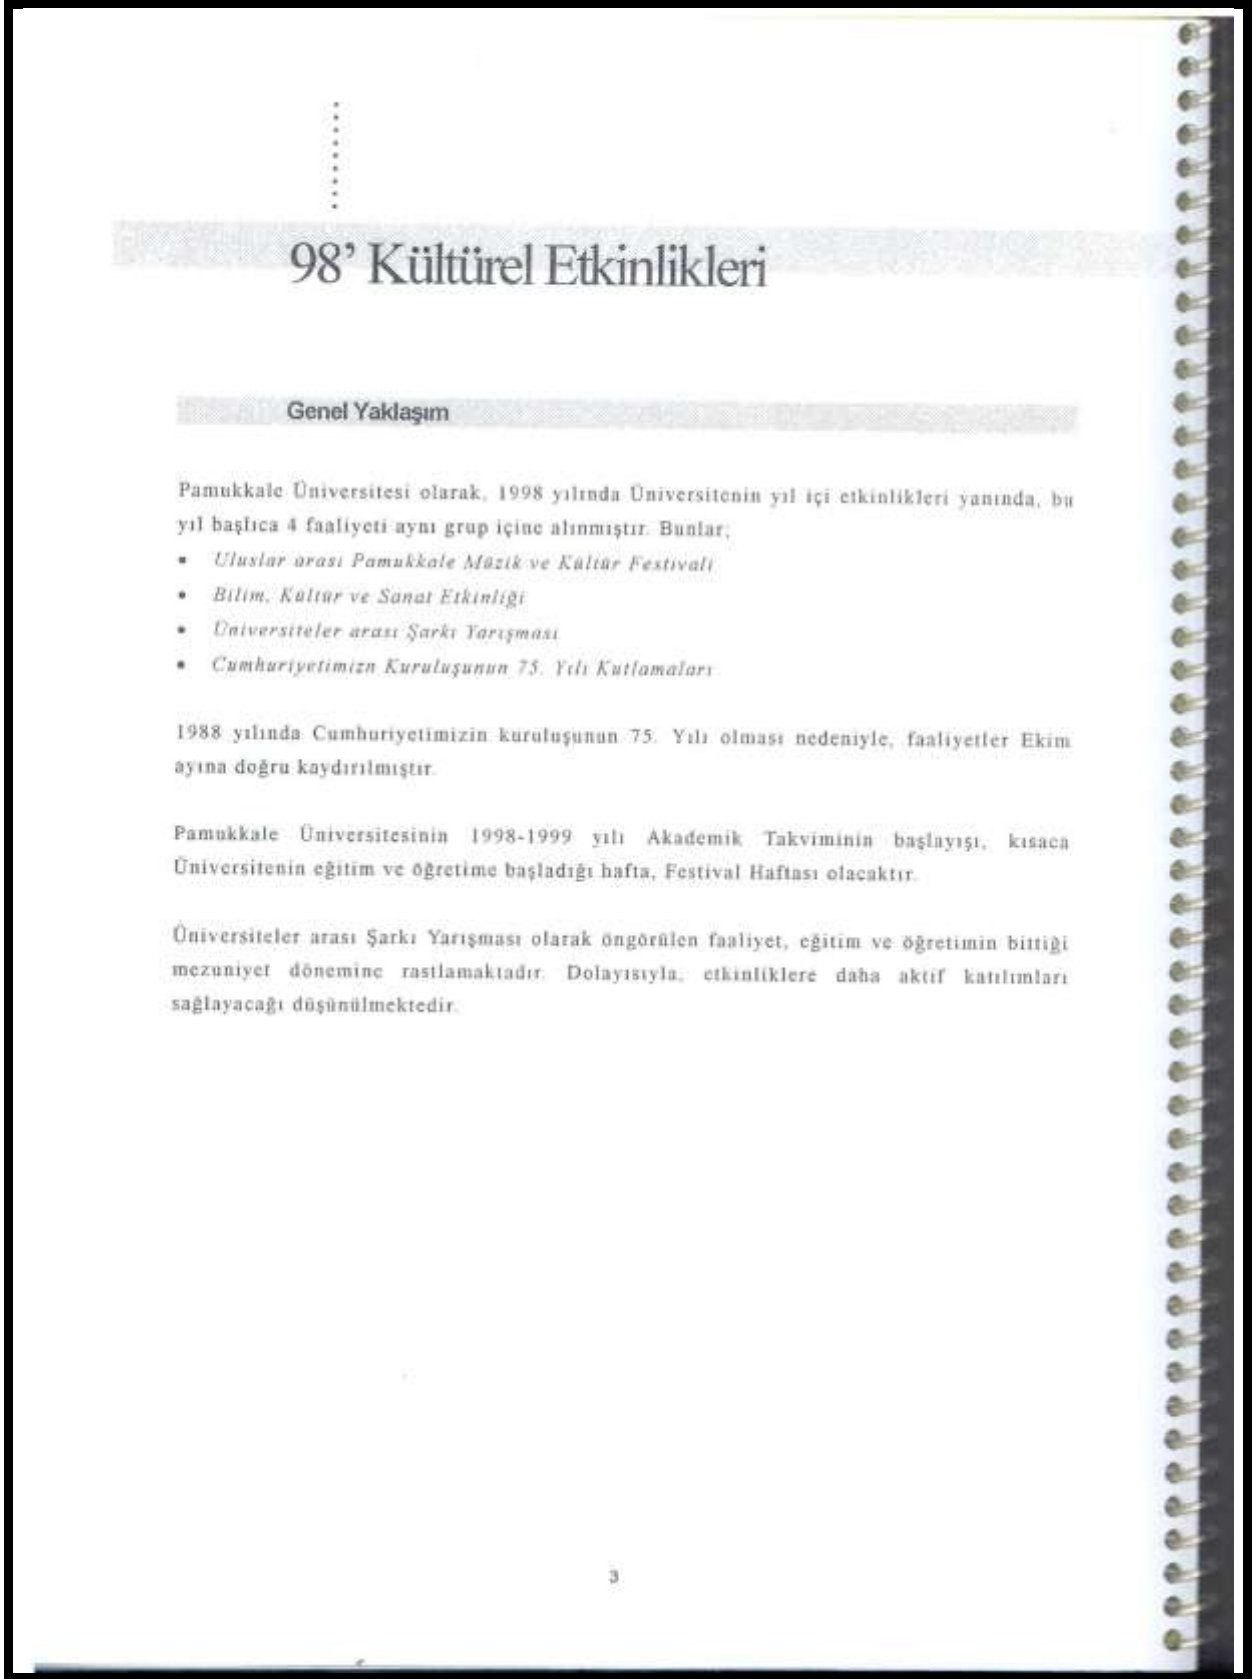 98’ Kültürel Etkinlikleri
Genel Yaklaşım
Pamukkale Üniversitesi olarak, 1998 yılında Üniversitenin yıl içi etkinlikleri yanında, bu
yıl başlıca 4 faaliyeti aynı grup içine alınmıştır. Bunlar;
• Uluslar arası Pamukkale Müzik ve Kültür Festivali
• Bilim, Kültür ve Sanat Etkinliği
• Üniversiteler arası Şarkı Yarışması
• Cumhuriyetimizn Kuruluşunun 75. Yılı Kutlamaları
1988 yılında Cumhuriyetimizin kuruluşunun 75. Yılı olması nedeniyle, faaliyetler Ekim
ayına doğru kaydırılmıştır.
Pamukkale Üniversitesinin 1998-1999 yılı Akademik Takviminin başlayışı, kısaca
Üniversitenin eğitim ve öğretime başladığı hafta, Festival Haftası olacaktır.
Üniversiteler arası Şarkı Yarışması olarak öngörülen faaliyet, eğitim ve öğretimin bittiği
mezuniyet dönemine rastlamaktadır. Dolayısıyla, etkinliklere daha aktif katılımları
sağlayacağı düşünülmektedir.
3